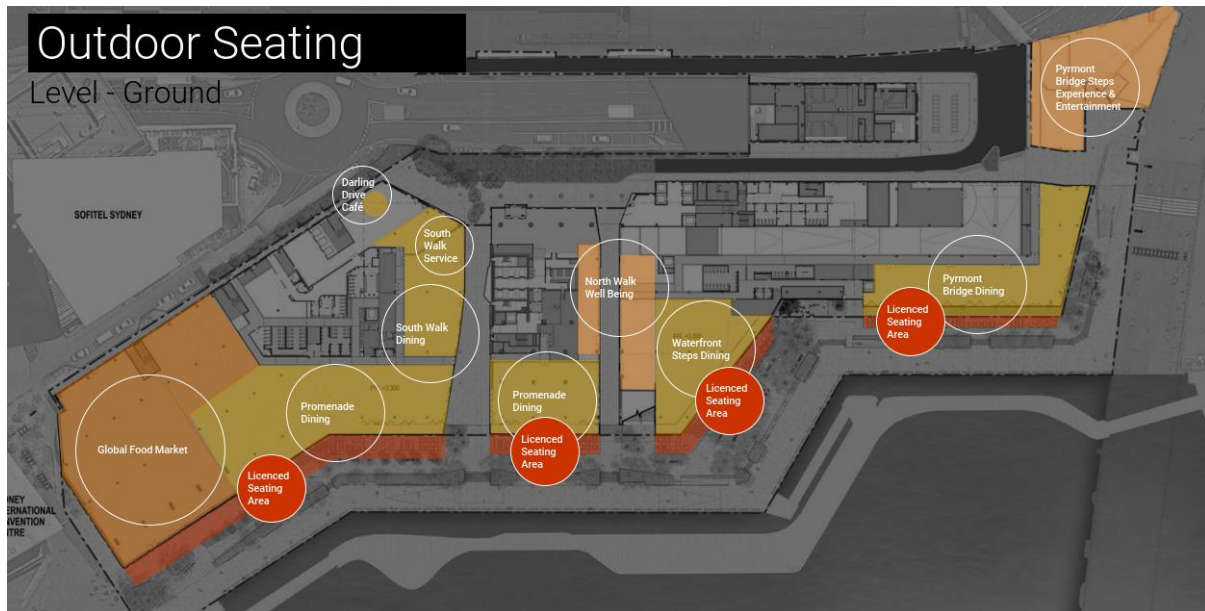 Outdoor Seating
Level - Ground
Pyrmont
Bridge Steps
Experience &
Entertainment
SOFITEL SYDNEY
Darling
Drive
Café
South
Walk
Service
North Walk
Well Being
Pyrmont
Bridge Dining
South Walk
Dining
Waterfront
Steps Dining
Licenced
Seating
Area
Promenade
Dining
Promenade
Dining
Licenced
Seating
Area
Global Food Market
Licenced
Seating
Area
Licenced
Seating
Area